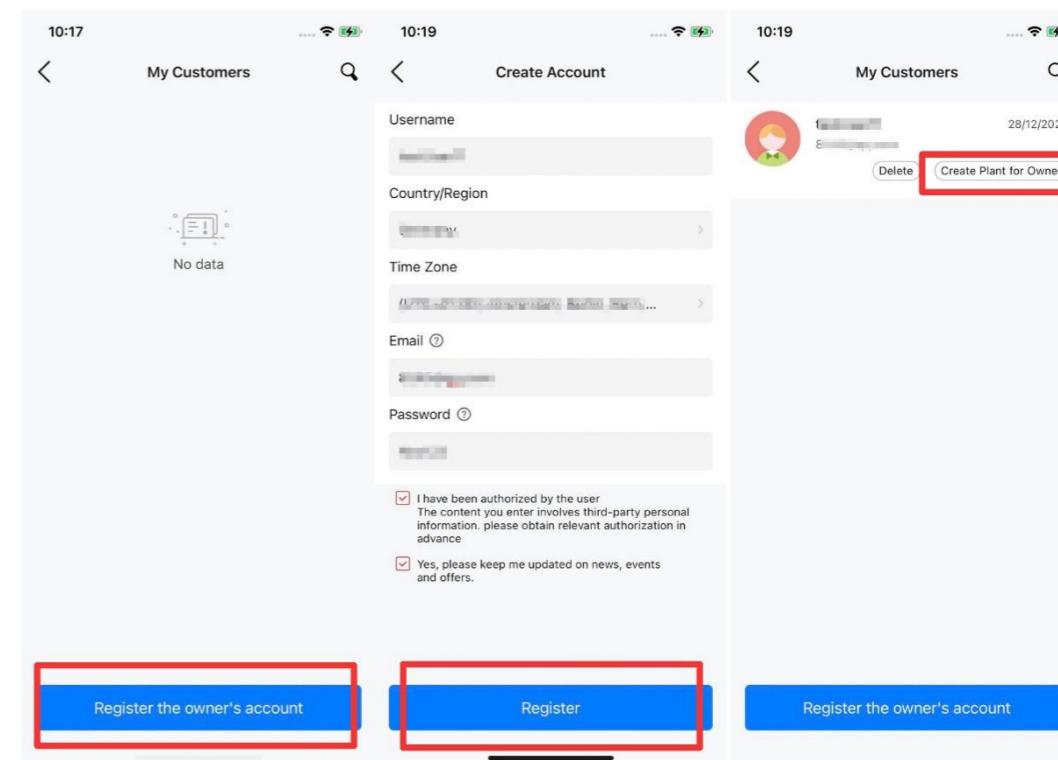 10:17
My Customers
No data
Register the owner's account
10:19
Create Account
Username
Country/Region
Time Zone
Email
Password
I have been authorized by the user
The content you enter involves third-party personal
information. please obtain relevant authorization in
advance
Yes, please keep me updated on news, events
and offers.
Register
10:19
My Customers
28/12/202
Delete
Create Plant for Owne
Register the owner's account